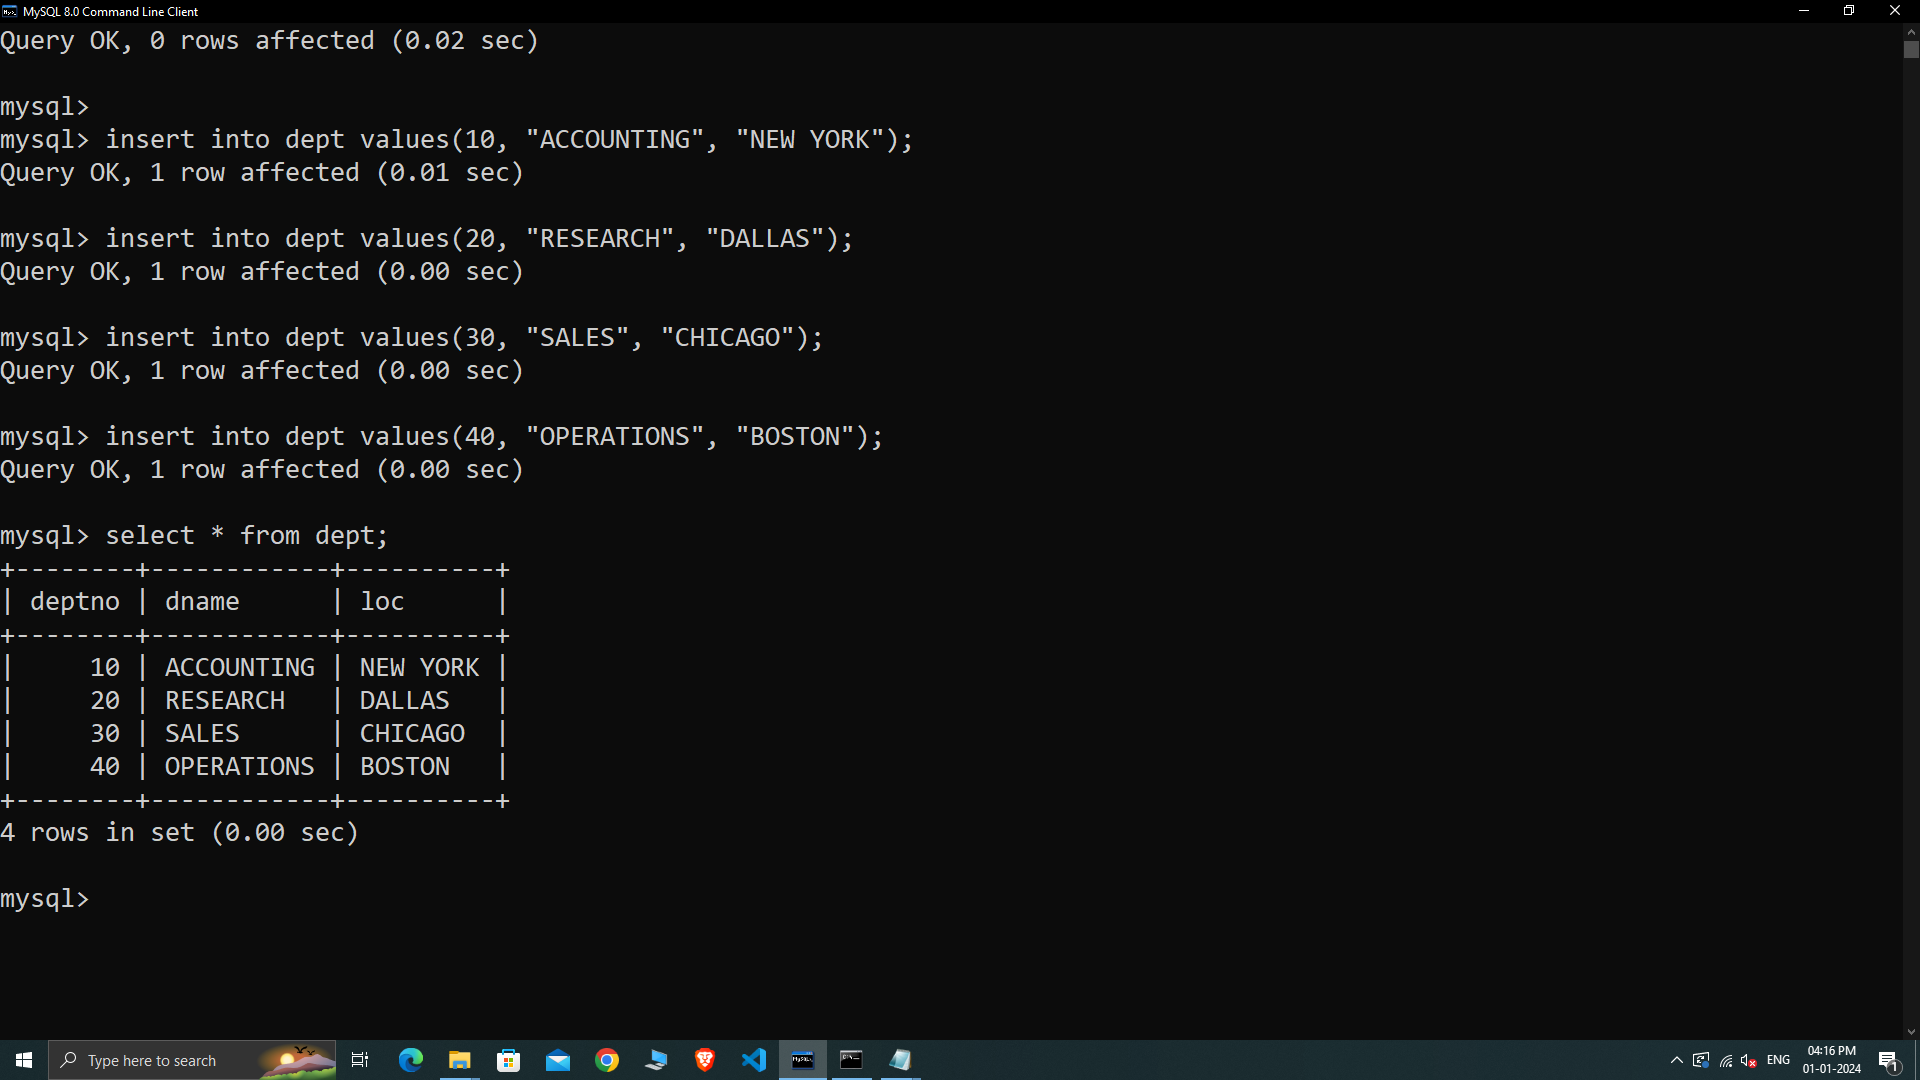 MySQL 8.0 Command Line Client
Query OK, 0 rows affected (0.02 sec)
mysql>
mysql> insert into dept values(10, "ACCOUNTING", "NEW YORK");
Query OK, 1 row affected (0.01 sec)
mysql> insert into dept values(20, "RESEARCH", "DALLAS");
Query OK, 1 row affected (0.00 sec)
mysql> insert into dept values(30, "SALES", "CHICAGO");
Query OK, 1 row affected (0.00 sec)
mysql> insert into dept values(40, "OPERATIONS", "BOSTON");
Query OK, 1 row affected (0.00 sec)
mysql> select * from dept;
+--------+------------+----------+
| deptno | dname      | loc      |
+--------+------------+----------+
|     10 | ACCOUNTING | NEW YORK |
|     20 | RESEARCH   | DALLAS   |
|     30 | SALES      | CHICAGO  |
|     40 | OPERATIONS | BOSTON   |
+--------+------------+----------+
4 rows in set (0.00 sec)
mysql>
Type here to search
ENG
04:16 PM
01-01-2024
1